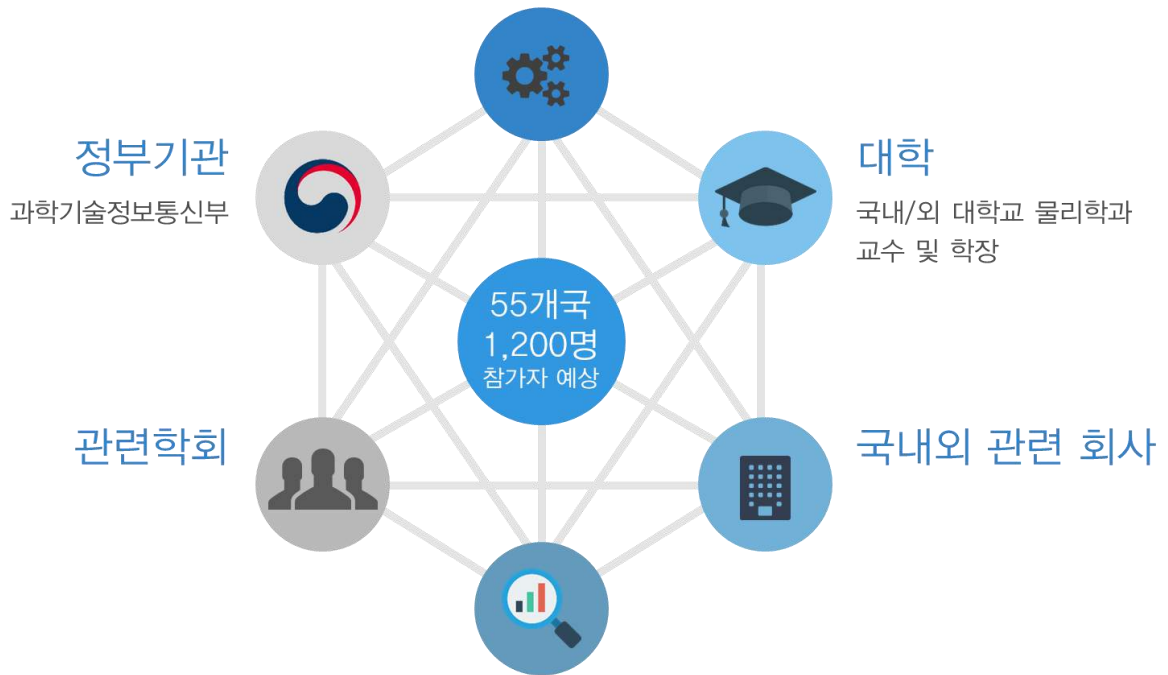 정부기관
과학기술정보통신부
대학
국내/외 대학교 물리학과
교수 및 학장
55개국
1,200명
참가자 예상
관련학회
국내외 관련 회사